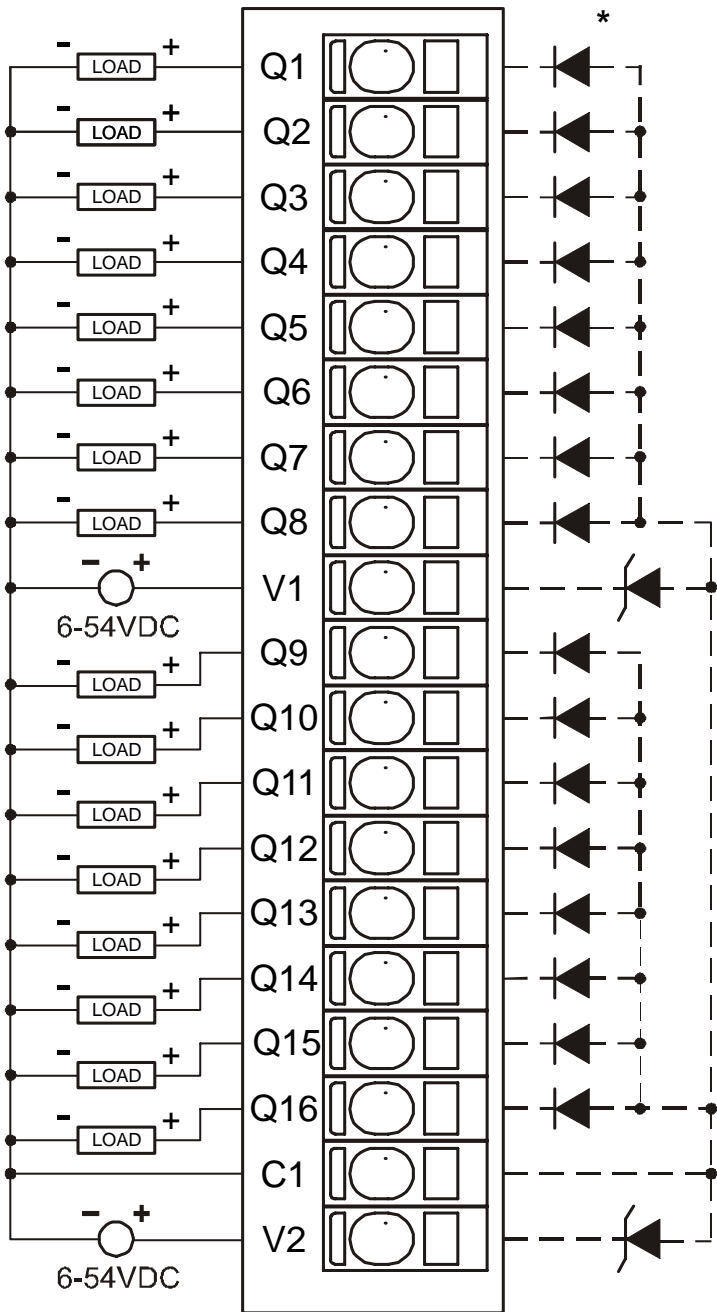 *
- LOAD + Q1
- LOAD + Q2
- LOAD + Q3
- LOAD + Q4
- LOAD + Q5
- LOAD + Q6
- LOAD + Q7
- LOAD + Q8
- + V1
6-54VDC
Q9
- LOAD +
Q10
- LOAD +
Q11
- LOAD +
Q12
- LOAD +
Q13
- LOAD +
Q14
- LOAD +
Q15
- LOAD +
Q16
- LOAD +
C1
- + V2
6-54VDC